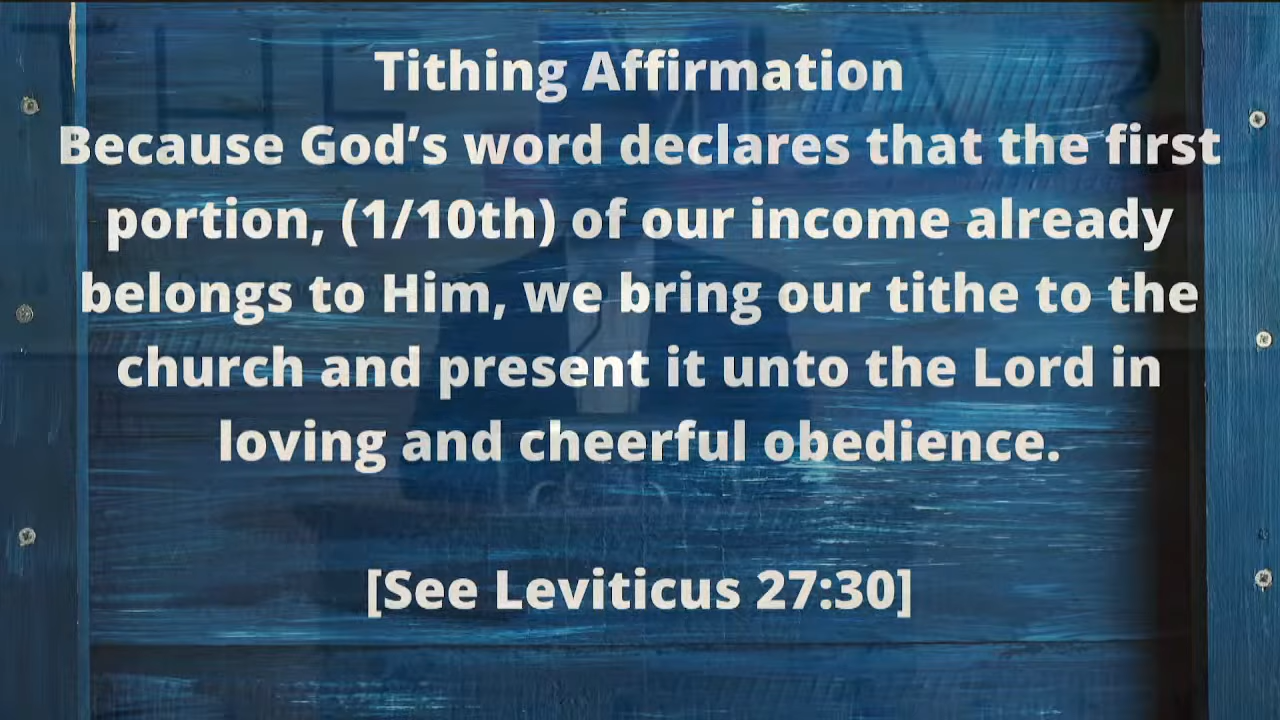 Tithing Affirmation
Because God’s word declares that the first
portion, (1/10th) of our income already
belongs to Him, we bring our tithe to the
church and present it unto the Lord in
loving and cheerful obedience.
[See Leviticus 27:30]